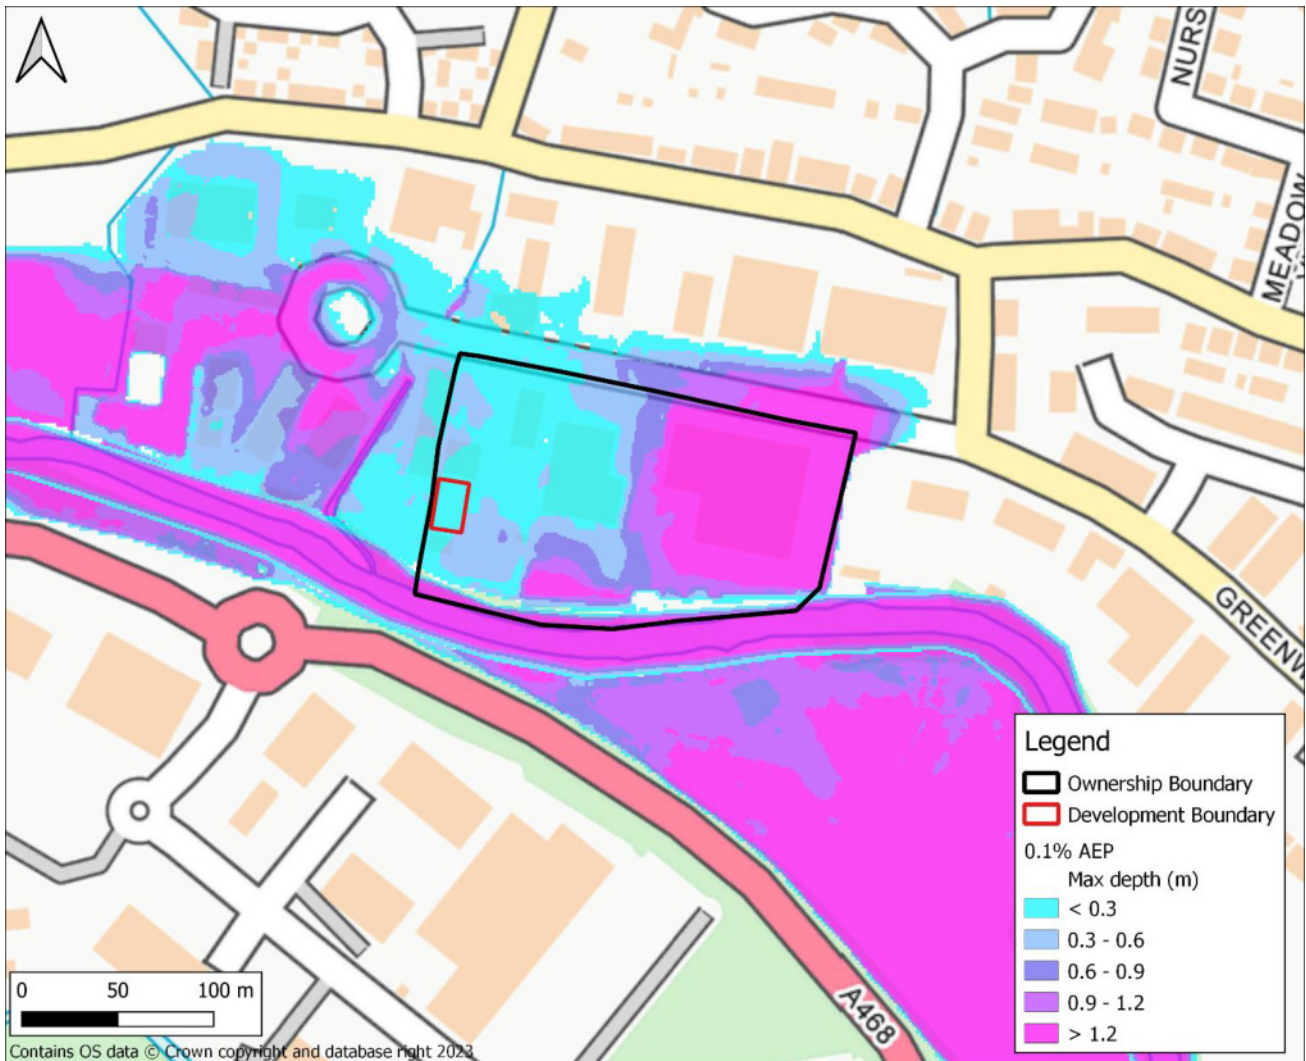 NURS
MEADOW
GREENW
A468
Legend
Ownership Boundary
Development Boundary
0.1% AEP
Max depth (m)
< 0.3
0.3 - 0.6
0.6 - 0.9
0.9 - 1.2
> 1.2
0 50 100 m
Contains OS data © Crown copyright and database right 2023